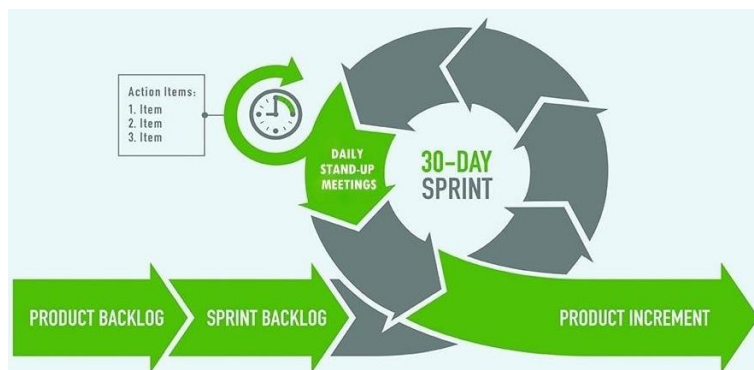 Action Items:
1. Item
2. Item
3. Item
DAILY
STAND-UP
MEETINGS
30-DAY
SPRINT
PRODUCT BACKLOG
SPRINT BACKLOG
PRODUCT INCREMENT